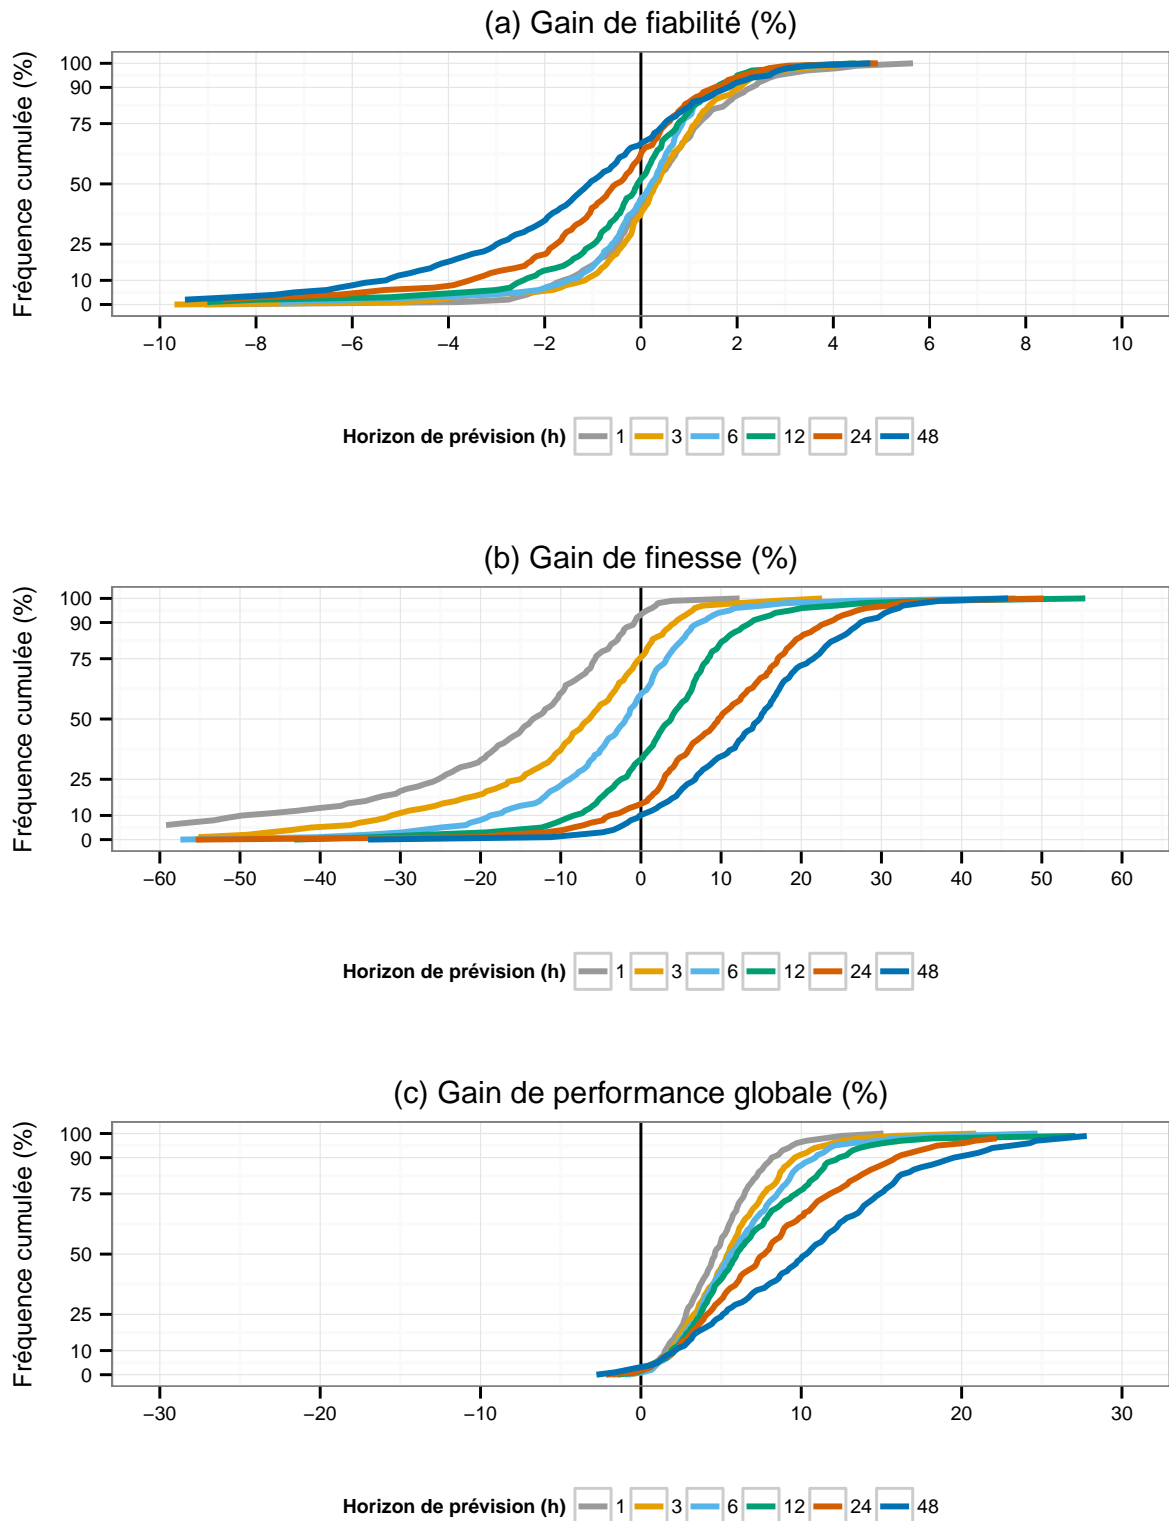 (a) Gain de fiabilité (%)
Fréquence cumulée (%)
100
90
75
50
25
10
0
−10 −8 −6 −4 −2 0 2 4 6 8 10
Horizon de prévision (h) 1 3 6 12 24 48
(b) Gain de finesse (%)
Fréquence cumulée (%)
100
90
75
50
25
10
0
−60 −50 −40 −30 −20 −10 0 10 20 30 40 50 60
Horizon de prévision (h) 1 3 6 12 24 48
(c) Gain de performance globale (%)
Fréquence cumulée (%)
100
90
75
50
25
10
0
−30 −20 −10 0 10 20 30
Horizon de prévision (h) 1 3 6 12 24 48